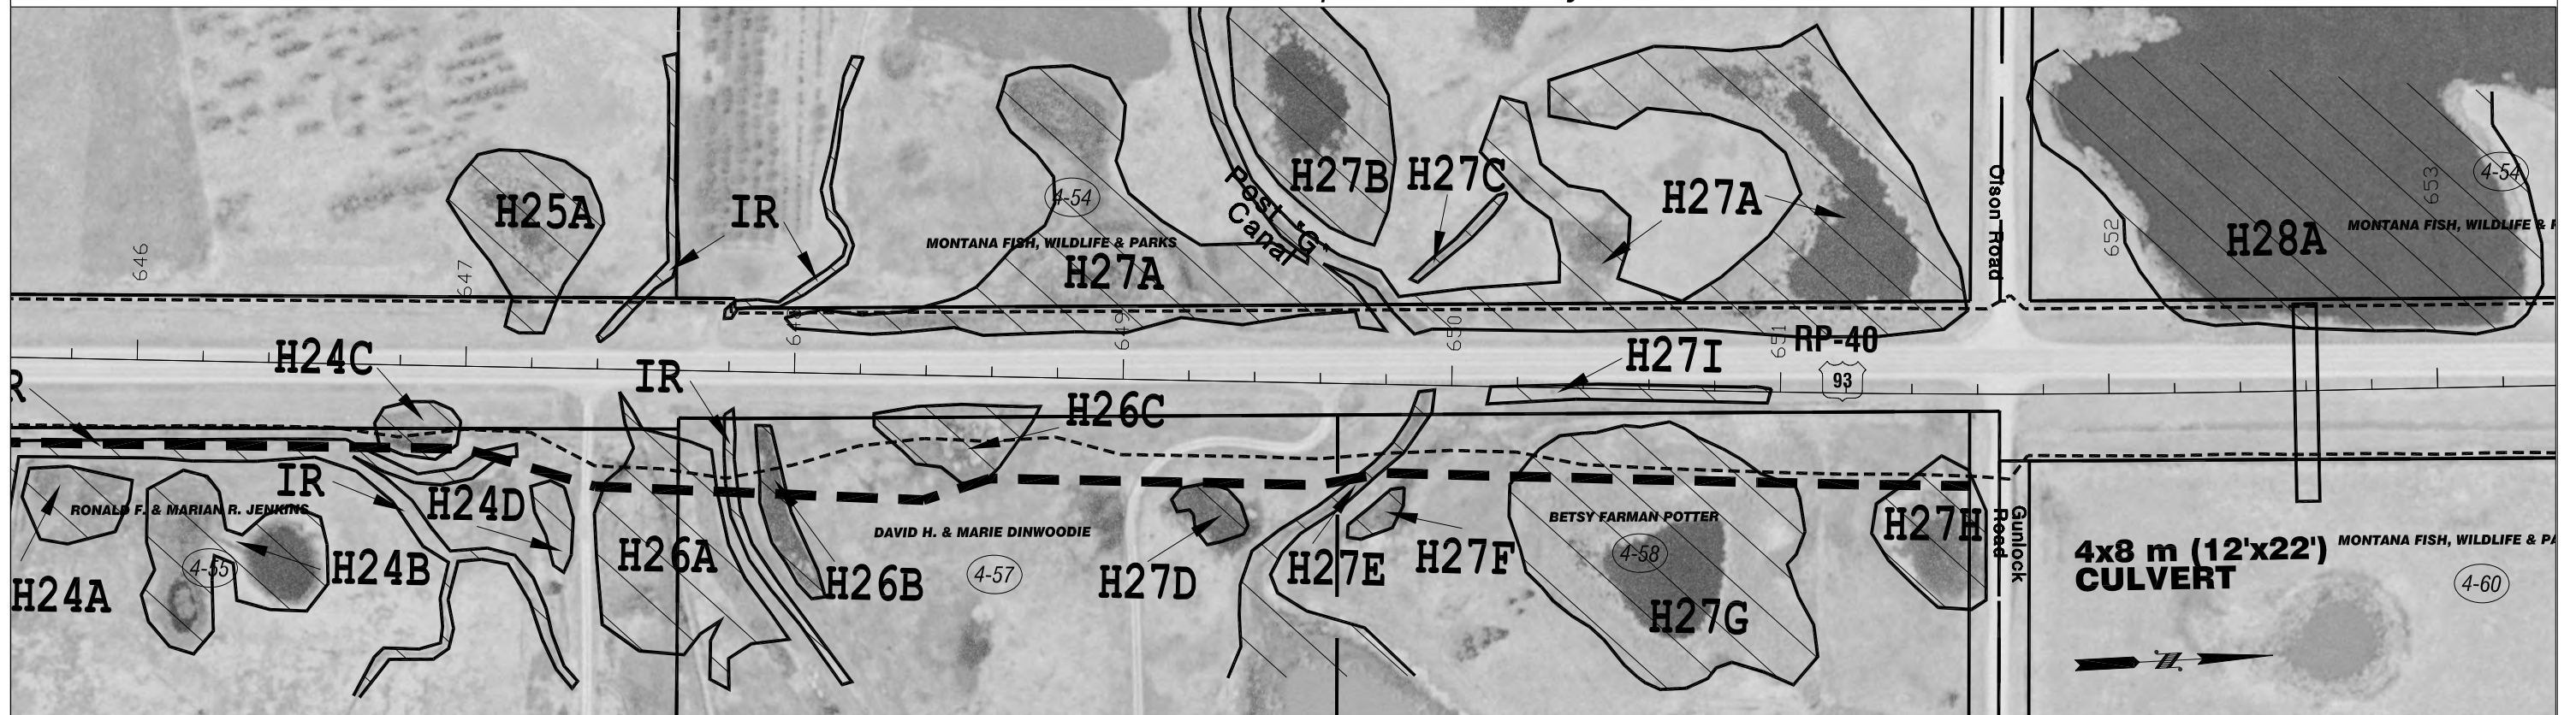 H25A
IR
4-54
MONTANA FISH, WILDLIFE & PARKS
H27A
Post "G"
Canal
H27B
H27C
H27A
Olson Road
H28A
4-54
MONTANA FISH, WILDLIFE &
646
647
649
650
651
652
653
H24C
IR
H26C
H27I
RP-40
93
IR
RONALD F. & MARIAN R. JENKINS
H24D
H24A
4-55
H24B
H26A
H26B
DAVID H. & MARIE DINWOODIE
4-57
H27D
H27E
H27F
BETSY FARMAN POTTER
4-58
H27G
H27H
Gunlock
Road
4x8 m (12'x22')
CULVERT
MONTANA FISH, WILDLIFE &
4-60